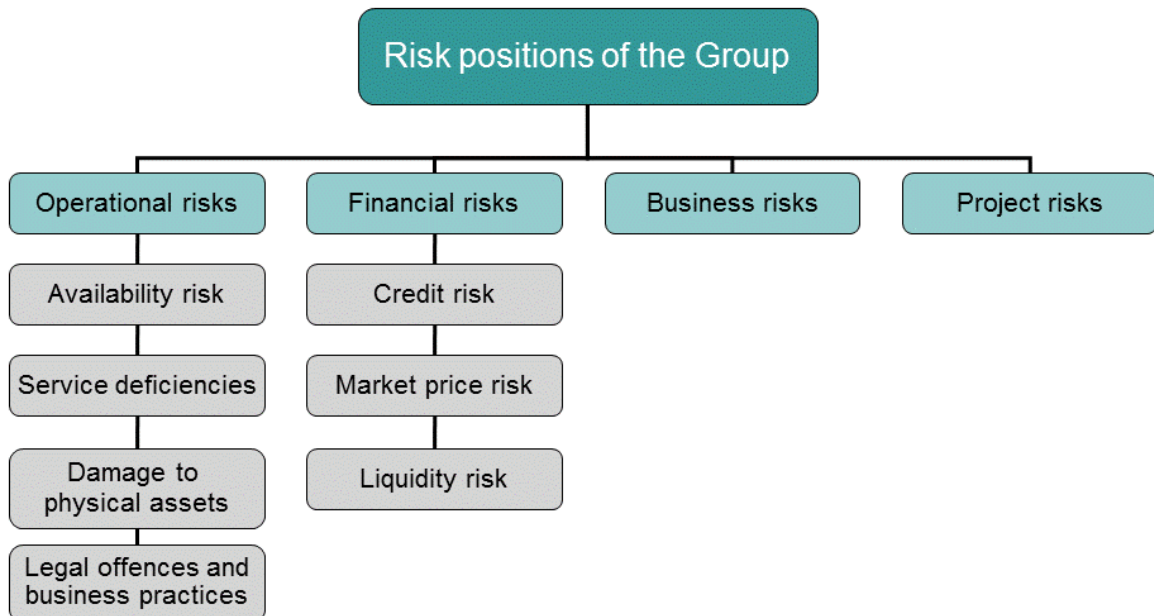 Risk positions of the Group
Operational risks
Financial risks
Business risks
Project risks
Availability risk
Credit risk
Service deficiencies
Market price risk
Damage to
physical assets
Liquidity risk
Legal offences and
business practices